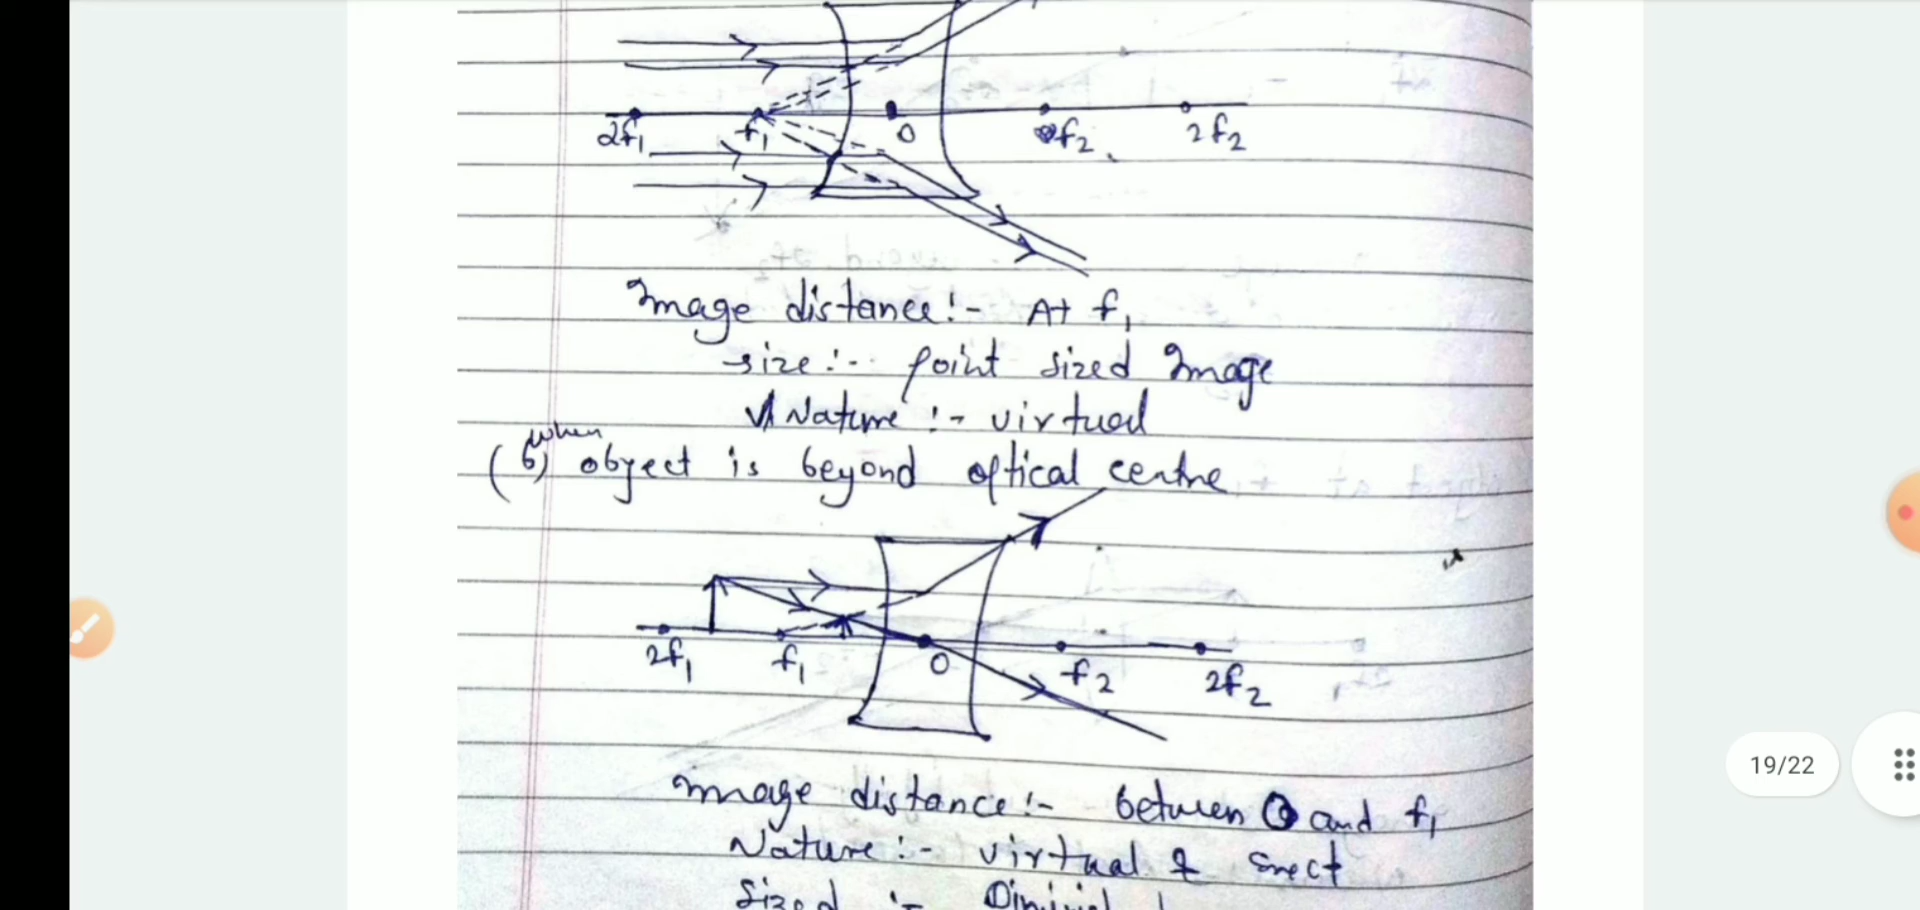 2f₁ f₁ O f₂ 2f₂
Image distance :- At f₁
size :- point sized Image
Nature :- virtual
when
(b) object is beyond optical centre
2f₁ f₁ O f₂ 2f₂
Image distance :- between O and f₁
19/22
Nature :- virtual & erect
Sized :-